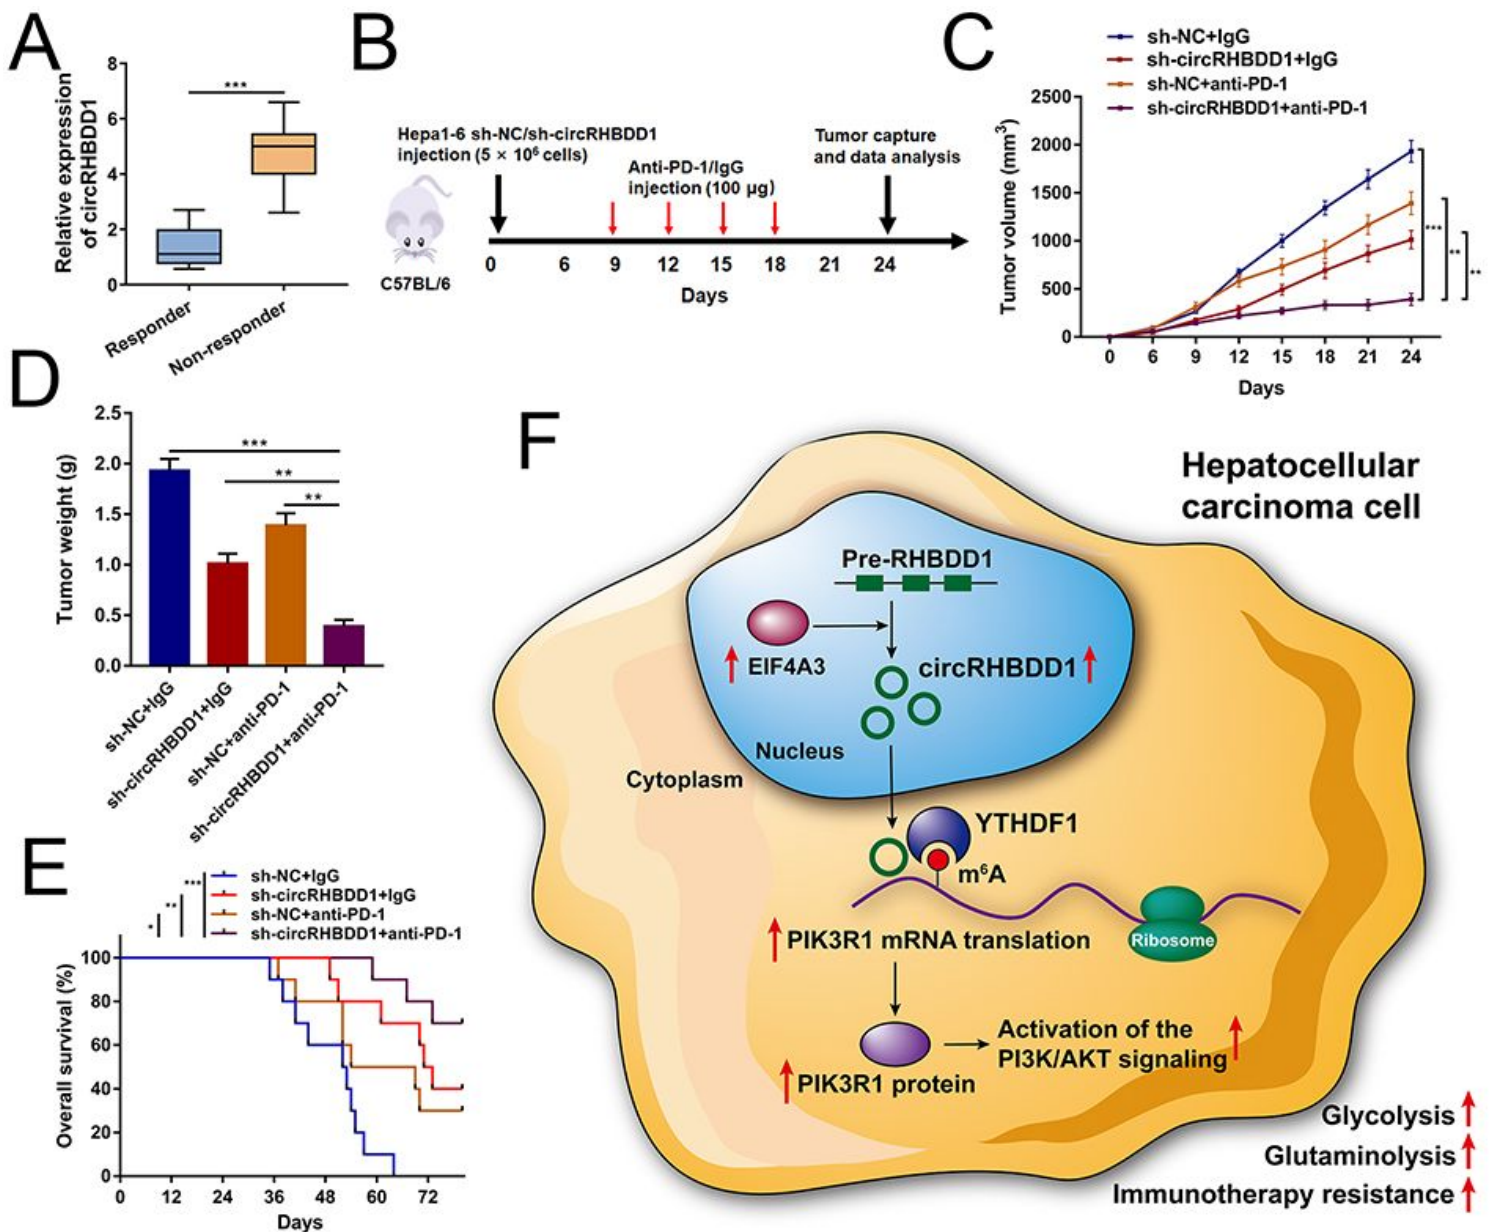 A
Relative expression
of circRHBDD1
8
6
4
2
0
***
Responder
Non-responder
B
Hepa1-6 sh-NC/sh-circRHBDD1
injection (5 × 10⁶ cells)
Anti-PD-1/IgG
injection (100 μg)
Tumor capture
and data analysis
C57BL/6
0 6 9 12 15 18 21 24
Days
C
sh-NC+IgG
sh-circRHBDD1+IgG
sh-NC+anti-PD-1
sh-circRHBDD1+anti-PD-1
Tumor volume (mm³)
2500
2000
1500
1000
500
0
0 6 9 12 15 18 21 24
Days
***
**
**
D
Tumor weight (g)
2.5
2.0
1.5
1.0
0.5
0.0
***
**
**
sh-NC+IgG
sh-circRHBDD1+IgG
sh-NC+anti-PD-1
sh-circRHBDD1+anti-PD-1
E
*
**
***
sh-NC+IgG
sh-circRHBDD1+IgG
sh-NC+anti-PD-1
sh-circRHBDD1+anti-PD-1
Overall survival (%)
100
80
60
40
20
0
0 12 24 36 48 60 72
Days
F
Hepatocellular
carcinoma cell
Pre-RHBDD1
EIF4A3
circRHBDD1
Nucleus
Cytoplasm
YTHDF1
m⁶A
PIK3R1 mRNA translation
Ribosome
Activation of the
PI3K/AKT signaling
PIK3R1 protein
Glycolysis
Glutaminolysis
Immunotherapy resistance